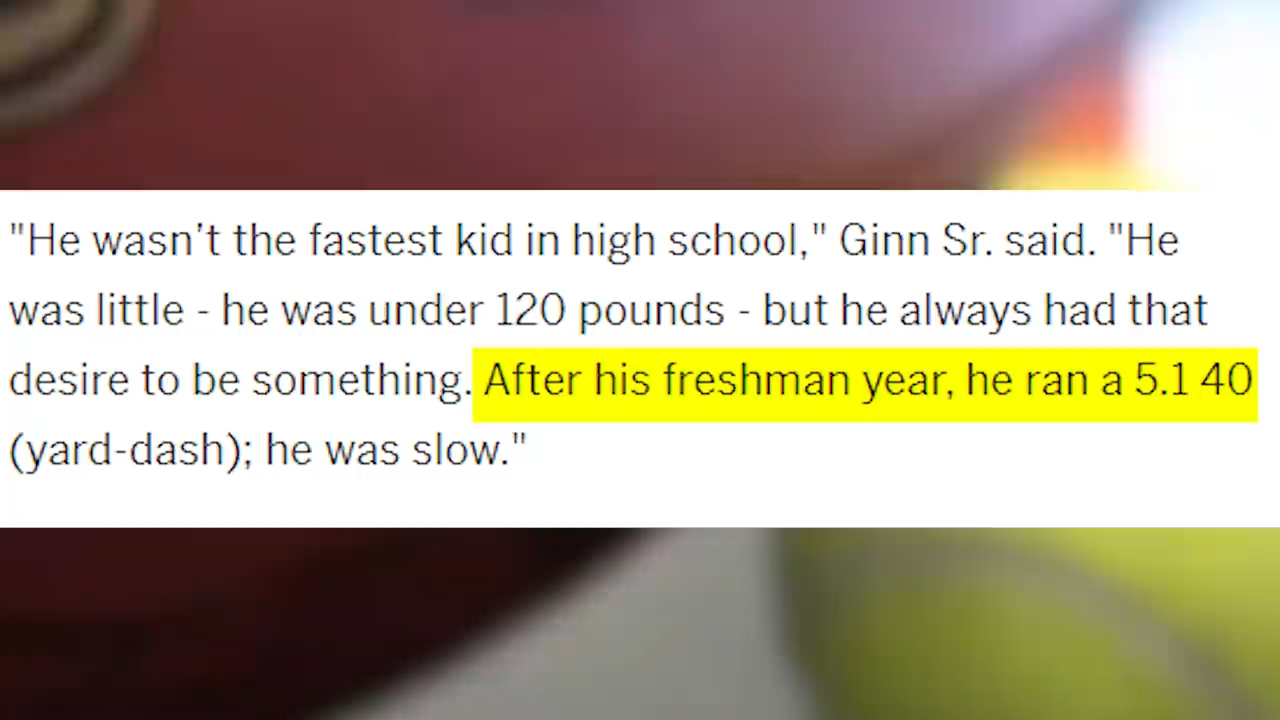 "He wasn’t the fastest kid in high school," Ginn Sr. said. "He
was little - he was under 120 pounds - but he always had that
desire to be something. After his freshman year, he ran a 5.1 40
(yard-dash); he was slow."